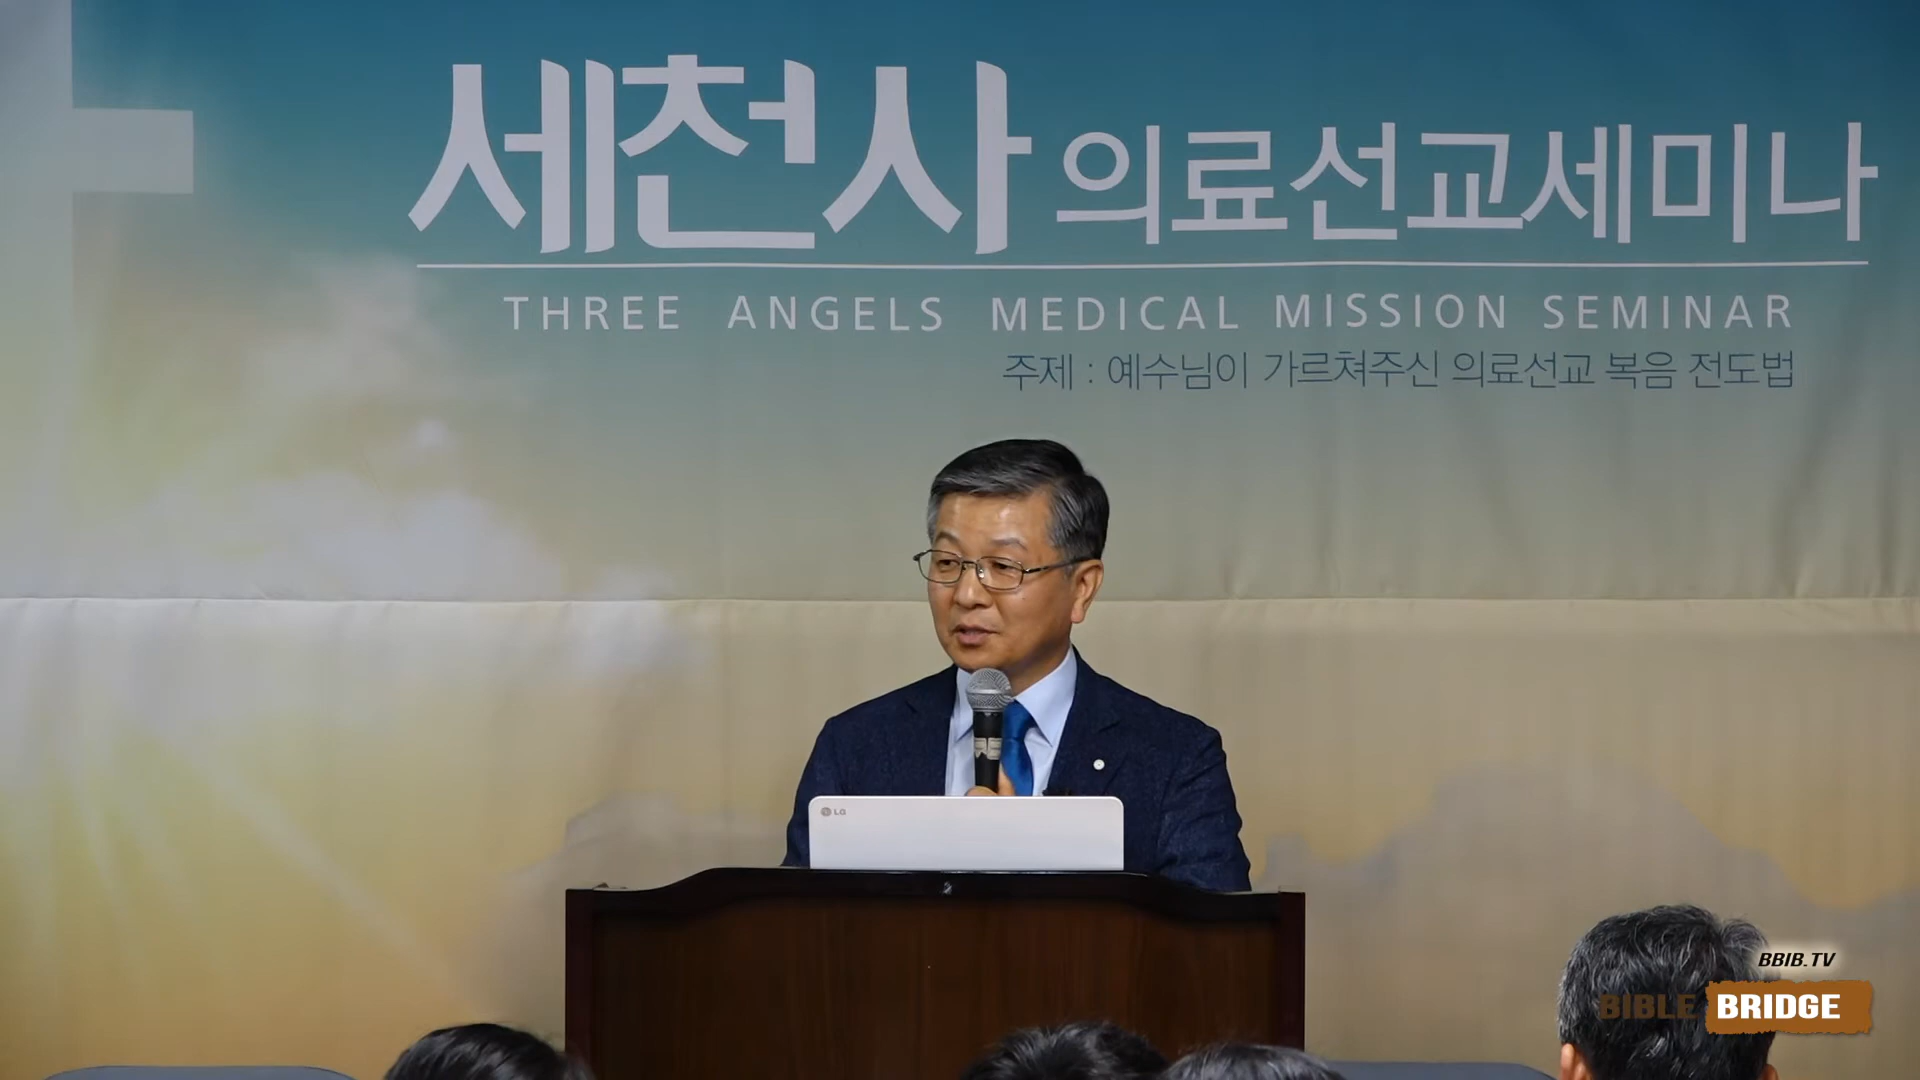 세천사 의료선교세미나
THREE ANGELS MEDICAL MISSION SEMINAR
주제 : 예수님이 가르쳐주신 의료선교 복음 전도법
LG
BBIB.TV
BIBLE BRIDGE